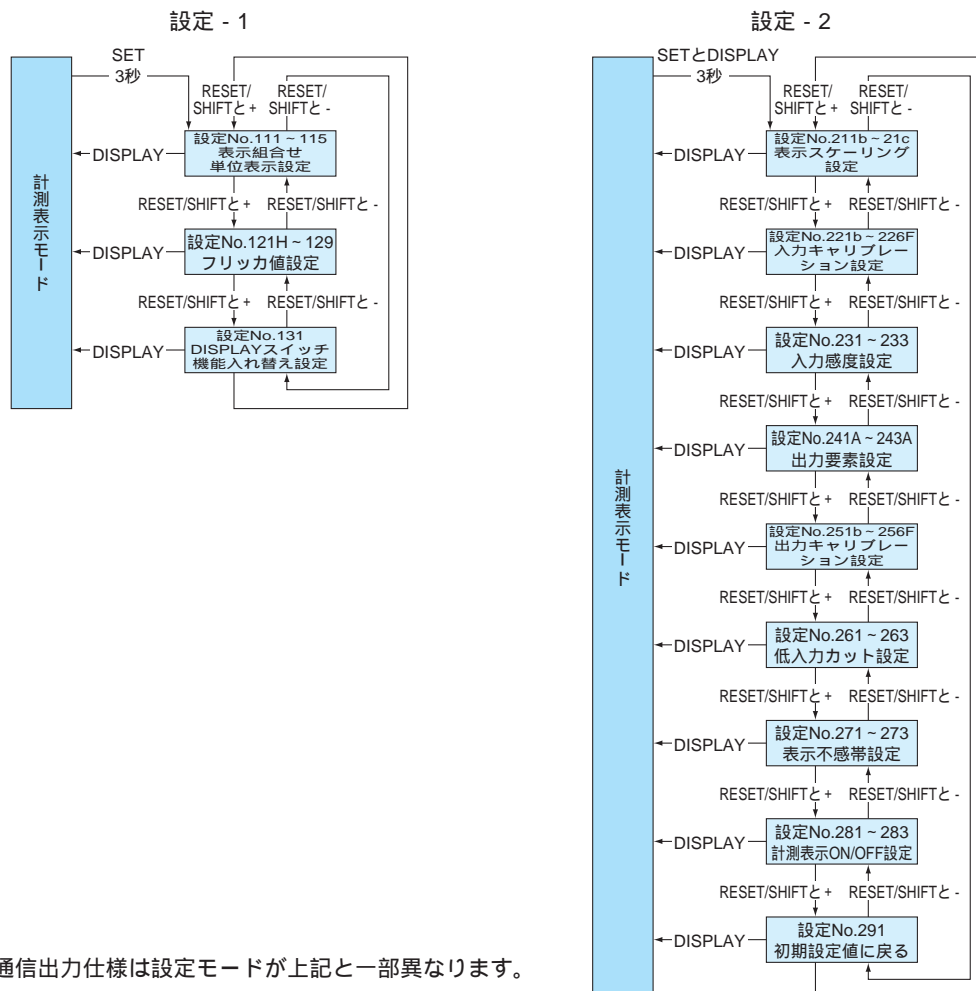 設定 - 1
SET
3秒
RESET/
SHIFTと+
RESET/
SHIFTと -
設定No.111 ~ 115
表示組合せ
単位表示設定
DISPLAY
RESET/SHIFTと+
RESET/SHIFTと -
設定No.121H ~ 129
フリッカ値設定
DISPLAY
RESET/SHIFTと+
RESET/SHIFTと -
設定No.131
DISPLAYスイッチ
機能入れ替え設定
DISPLAY
計測表示モード
設定 - 2
SETとDISPLAY
3秒
RESET/
SHIFTと+
RESET/
SHIFTと -
設定No.211b ~ 21c
表示スケーリング
設定
DISPLAY
RESET/SHIFTと+
RESET/SHIFTと -
設定No.221b ~ 226F
入力キャリブレー
ション設定
DISPLAY
RESET/SHIFTと+
RESET/SHIFTと -
設定No.231 ~ 233
入力感度設定
DISPLAY
RESET/SHIFTと+
RESET/SHIFTと -
設定No.241A ~ 243A
出力要素設定
DISPLAY
RESET/SHIFTと+
RESET/SHIFTと -
設定No.251b ~ 256F
出力キャリブレー
ション設定
DISPLAY
RESET/SHIFTと+
RESET/SHIFTと -
設定No.261 ~ 263
低入力カット設定
DISPLAY
RESET/SHIFTと+
RESET/SHIFTと -
設定No.271 ~ 273
表示不感帯設定
DISPLAY
RESET/SHIFTと+
RESET/SHIFTと -
設定No.281 ~ 283
計測表示ON/OFF設定
DISPLAY
RESET/SHIFTと+
RESET/SHIFTと -
設定No.291
初期設定値に戻る
DISPLAY
計測表示モード
通信出力仕様は設定モードが上記と一部異なります。